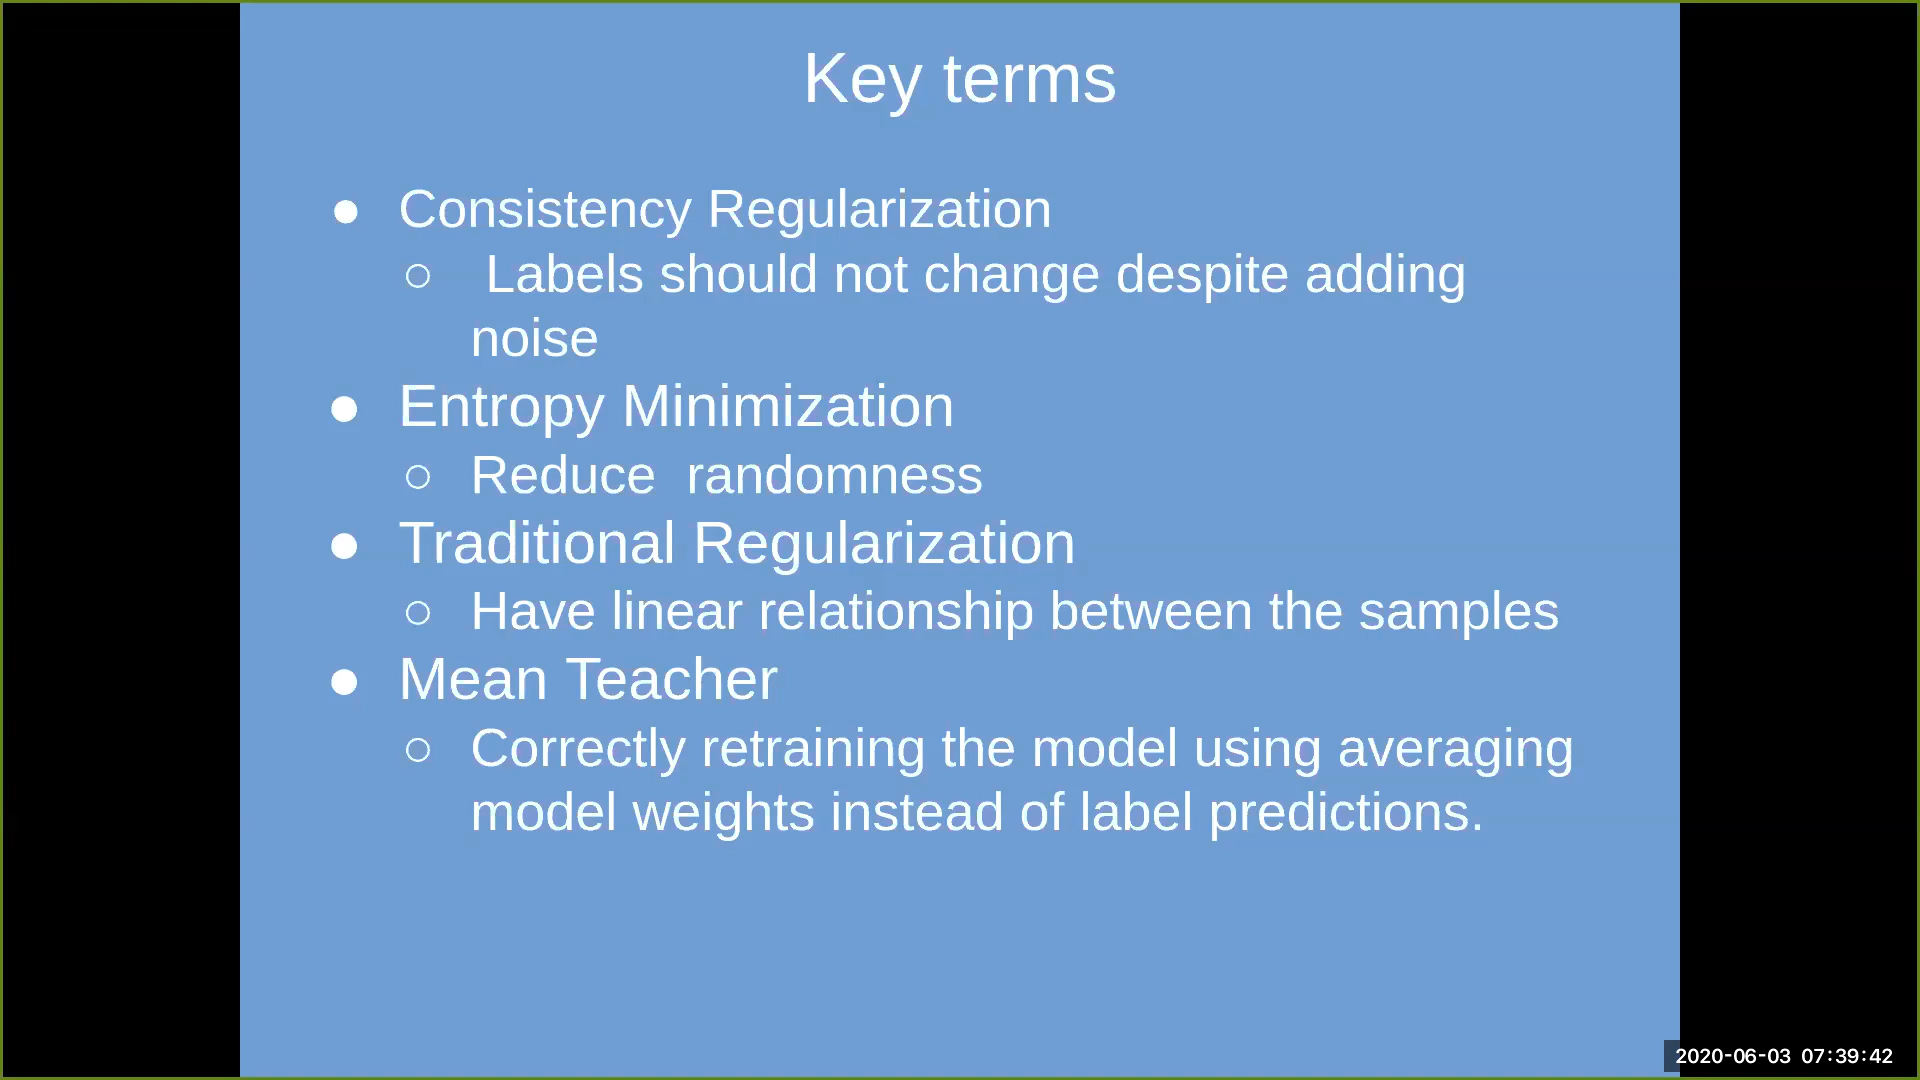 Key terms
● Consistency Regularization
○ Labels should not change despite adding
noise
● Entropy Minimization
○ Reduce  randomness
● Traditional Regularization
○ Have linear relationship between the samples
● Mean Teacher
○ Correctly retraining the model using averaging
model weights instead of label predictions.
2020-06-03 07:39:42